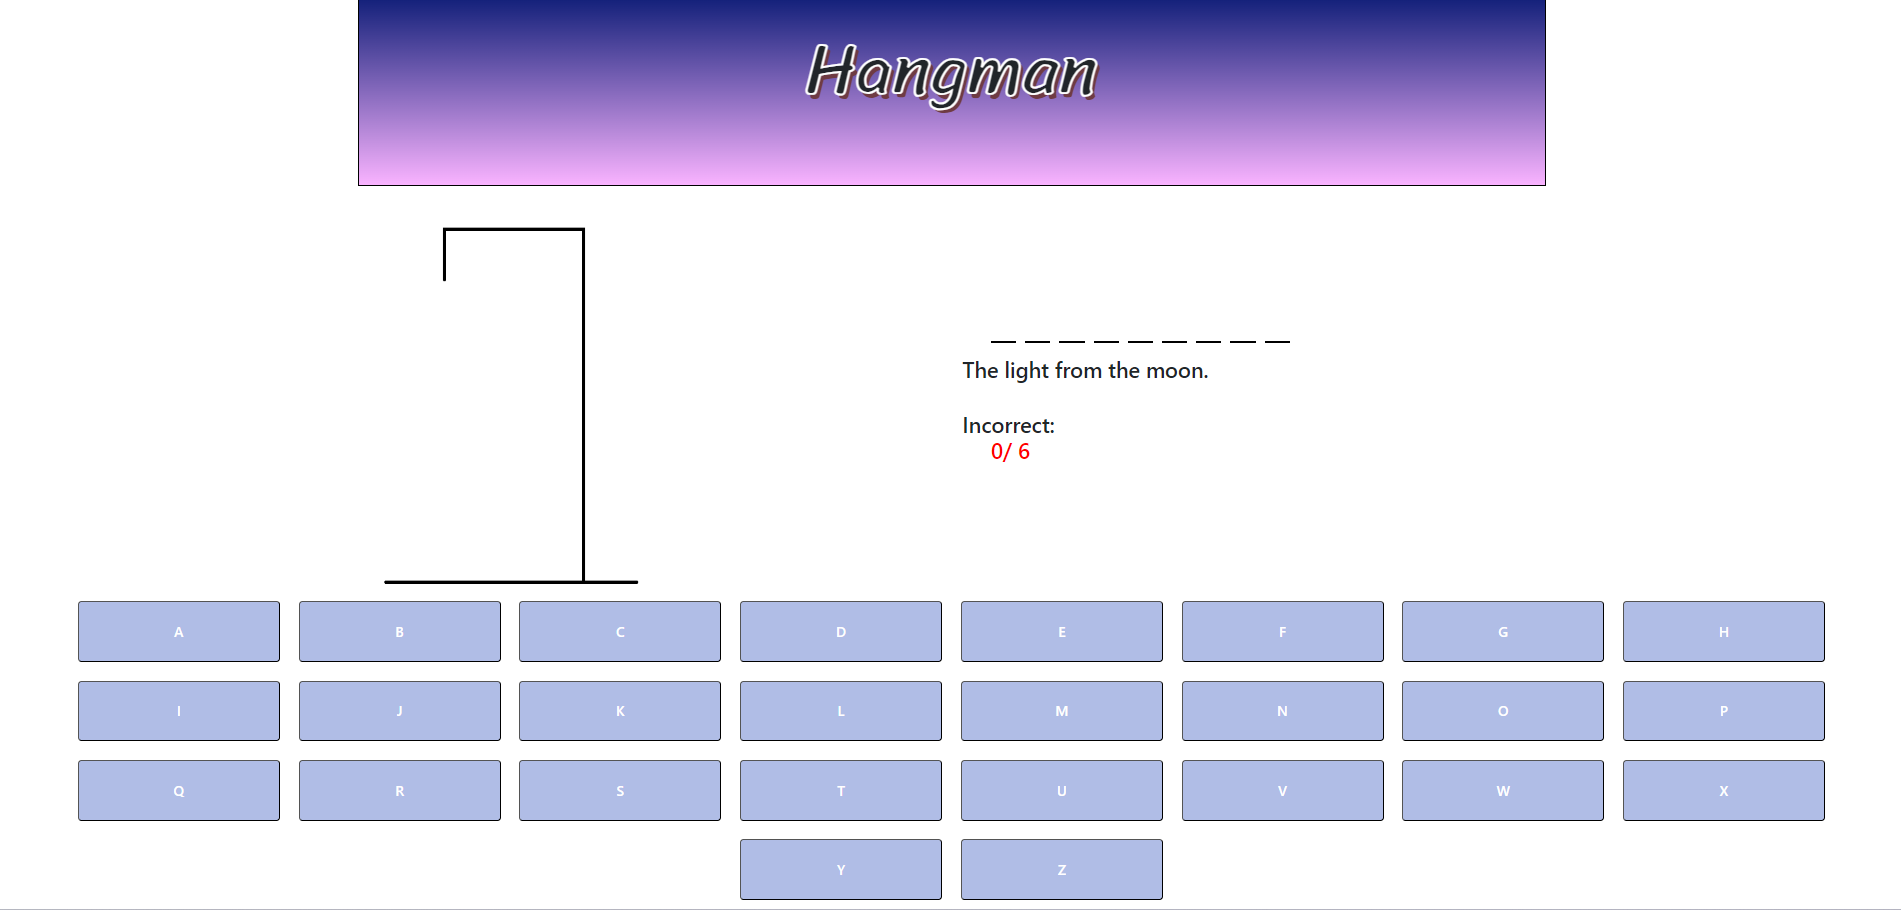 Hangman
_ _ _ _ _ _ _ _ _
The light from the moon.
Incorrect:
0/ 6
A B C D E F G H
I J K L M N O P
Q R S T U V W X
Y Z